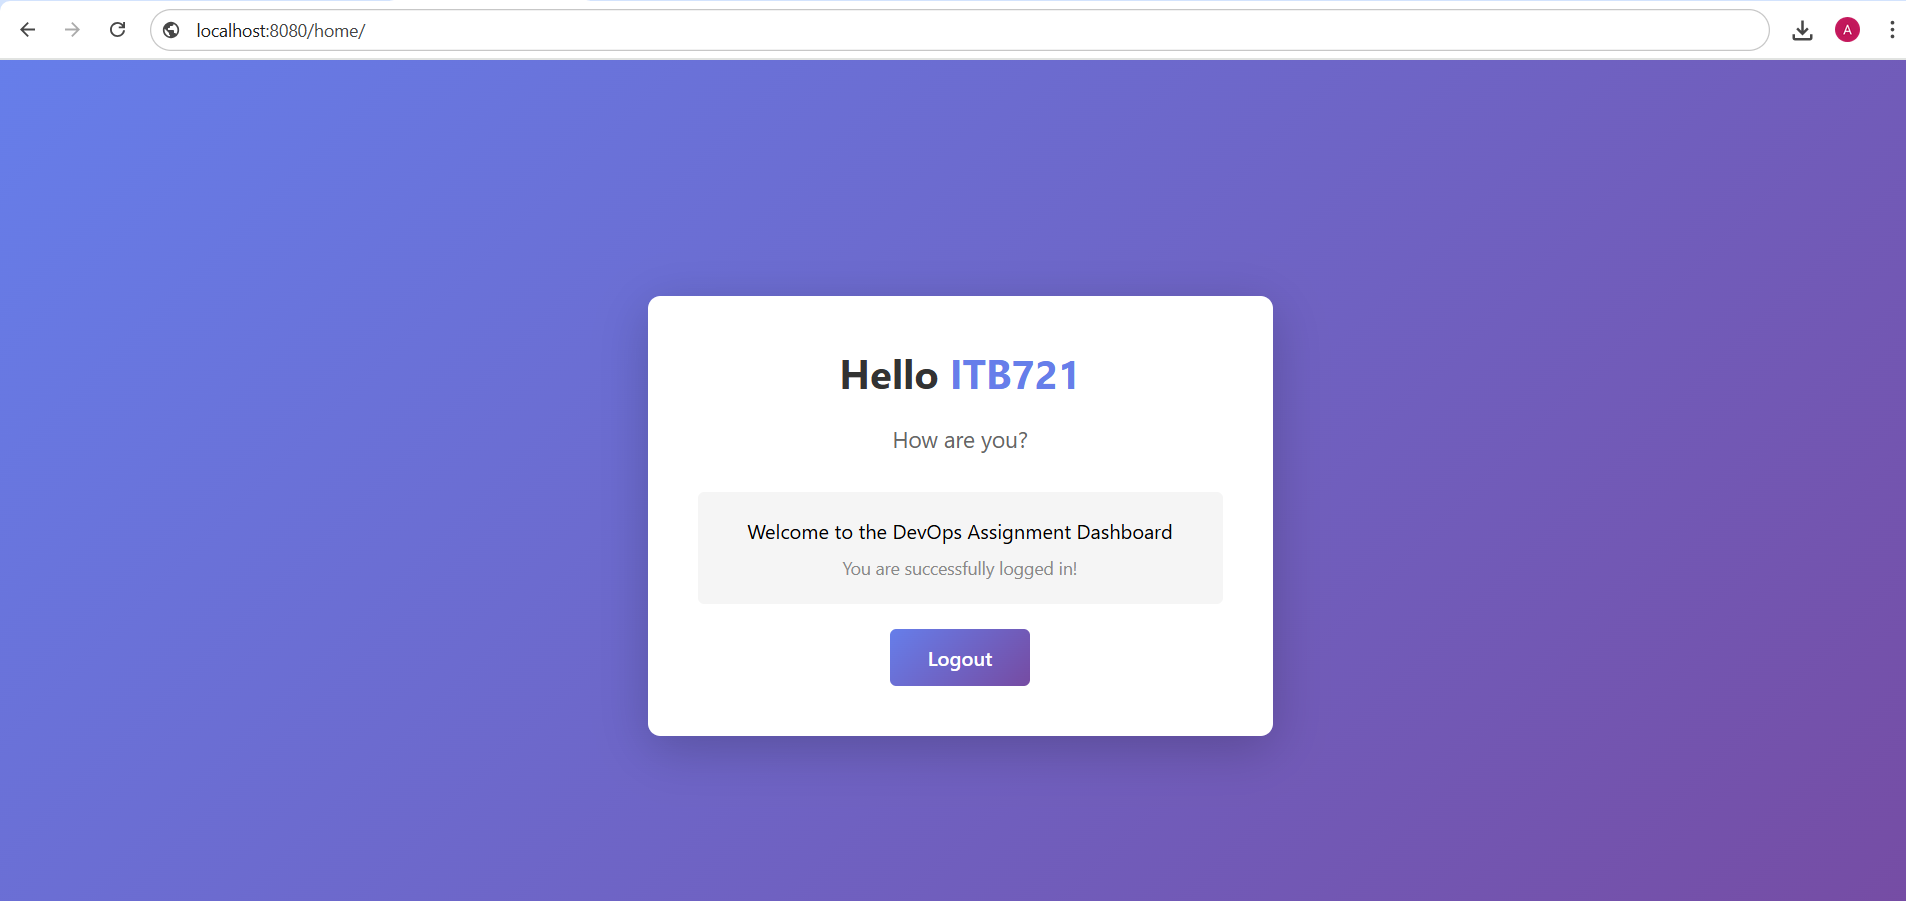 localhost:8080/home/
A
Hello ITB721
How are you?
Welcome to the DevOps Assignment Dashboard
You are successfully logged in!
Logout